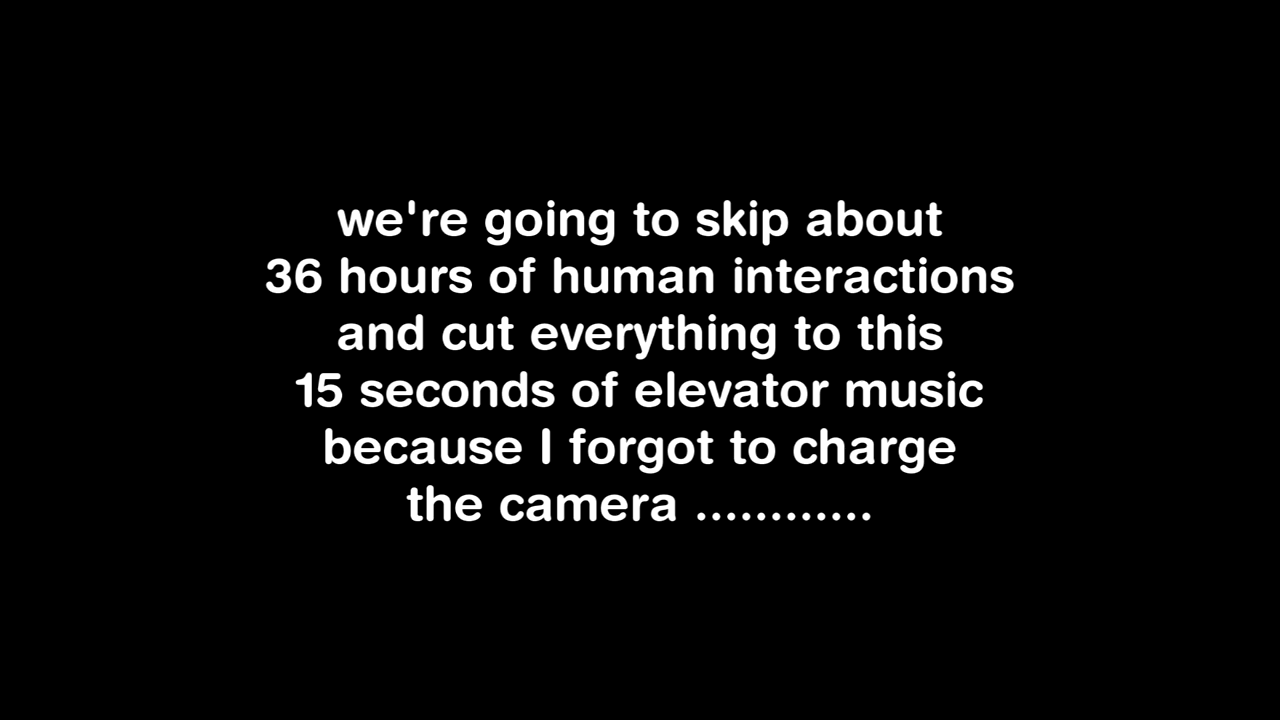 we're going to skip about
36 hours of human interactions
and cut everything to this
15 seconds of elevator music
because I forgot to charge
the camera ............